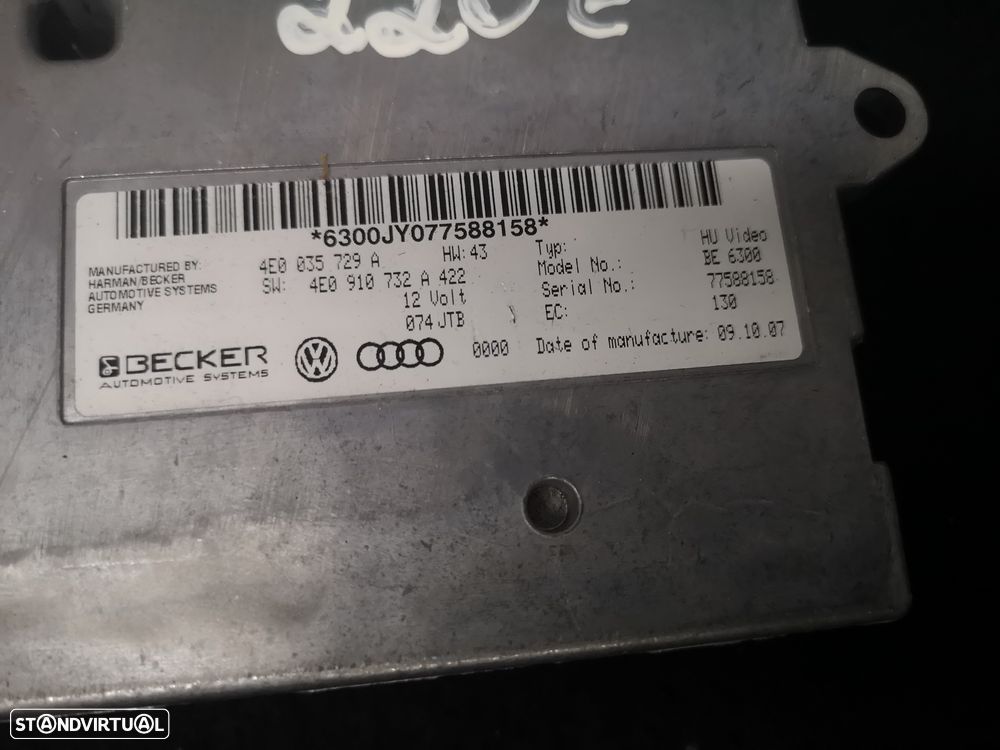 220€
*6300JY077588158*
MANUFACTURED BY:
HARMAN/BECKER
AUTOMOTIVE SYSTEMS
GERMANY
4E0 035 729 A HW: 43
SW: 4E0 910 732 A 422
12 Volt
074 JTB
Typ: HU Video
Model No.: BE 6300
Serial No.: 77588158
EC: 130
BECKER
AUTOMOTIVE SYSTEMS
0000 Date of manufacture: 09.10.07
STANDVIRTUAL